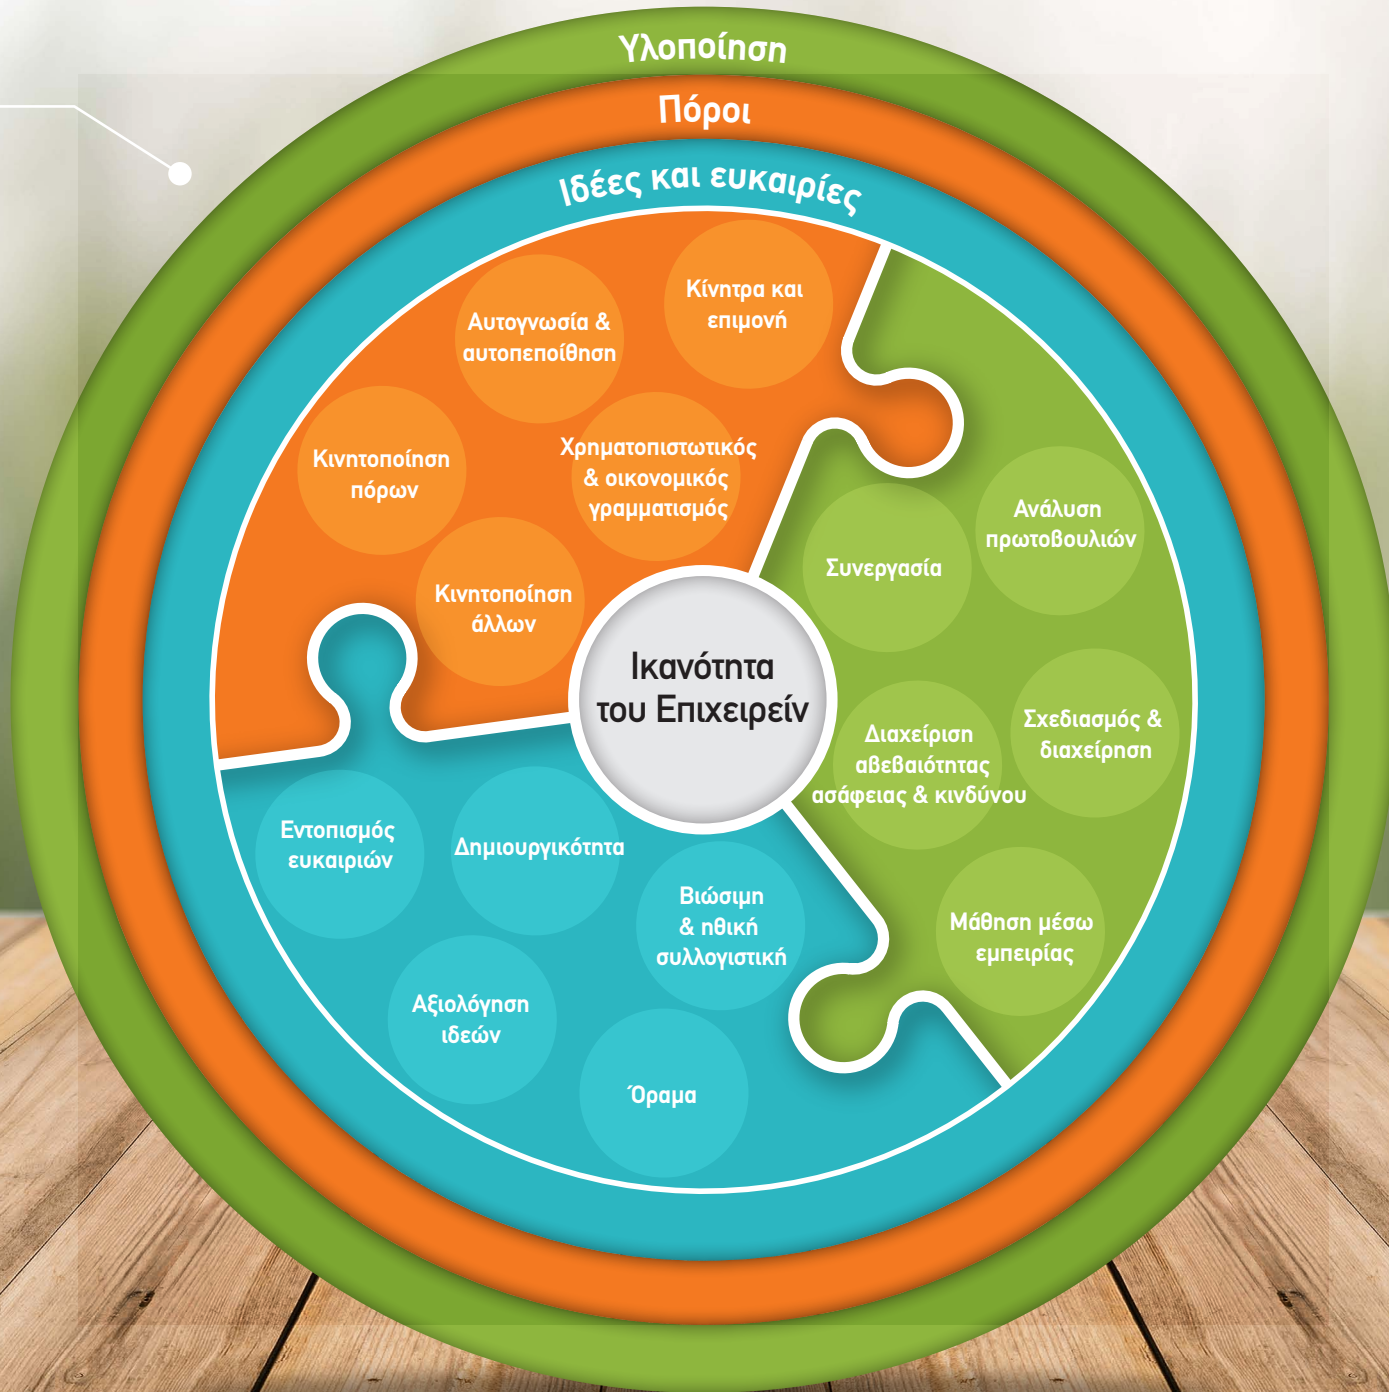 Υλοποίηση
Πόροι
Ιδέες και ευκαιρίες
Κίνητρα και
επιμονή
Αυτογνωσία &
αυτοπεποίθηση
Χρηματοπιστωτικός
& οικονομικός
γραμματισμός
Κινητοποίηση
πόρων
Κινητοποίηση
άλλων
Ανάλυση
πρωτοβουλιών
Συνεργασία
Σχεδιασμός &
διαχείρηση
Διαχείριση
αβεβαιότητας
ασάφειας & κινδύνου
Μάθηση μέσω
εμπειρίας
Ικανότητα
του Επιχειρείν
Εντοπισμός
ευκαιριών
Δημιουργικότητα
Βιώσιμη
& ηθική
συλλογιστική
Αξιολόγηση
ιδεών
Όραμα